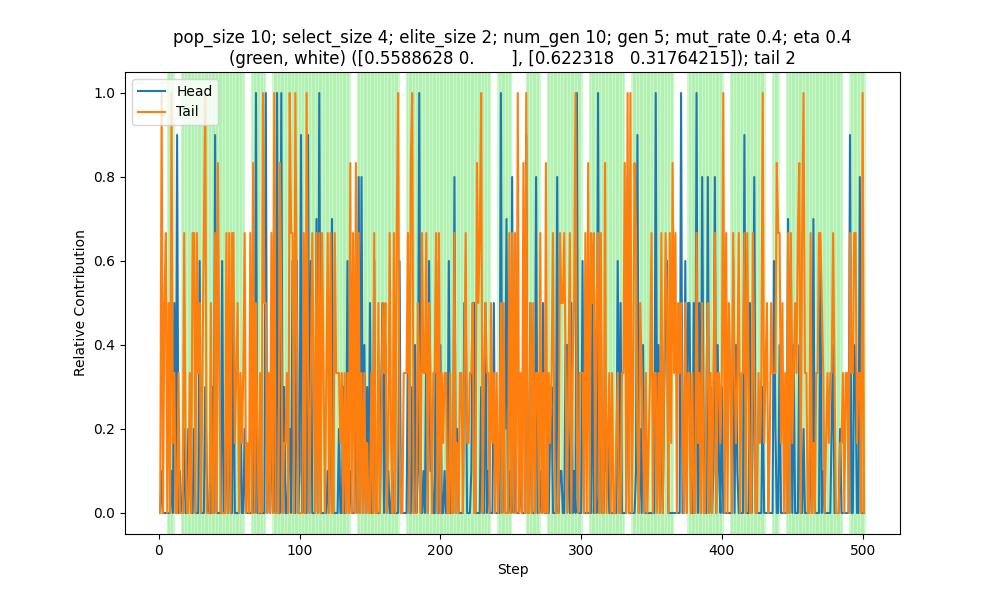 pop_size 10; select_size 4; elite_size 2; num_gen 10; gen 5; mut_rate 0.4; eta 0.4
(green, white) ([0.5588628 0.       ], [0.622318   0.31764215]); tail 2
Head
Tail
1.0
0.8
0.6
0.4
0.2
0.0
Relative Contribution
0 100 200 300 400 500
Step